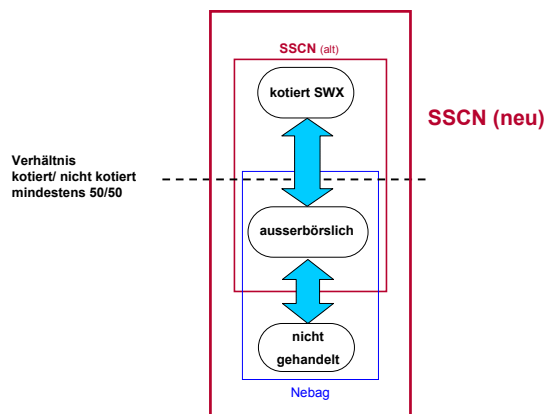 SSCN (alt)
kotiert SWX
SSCN (neu)
Verhältnis
kotiert/ nicht kotiert
mindestens 50/50
ausserbörslich
nicht
gehandelt
Nebag